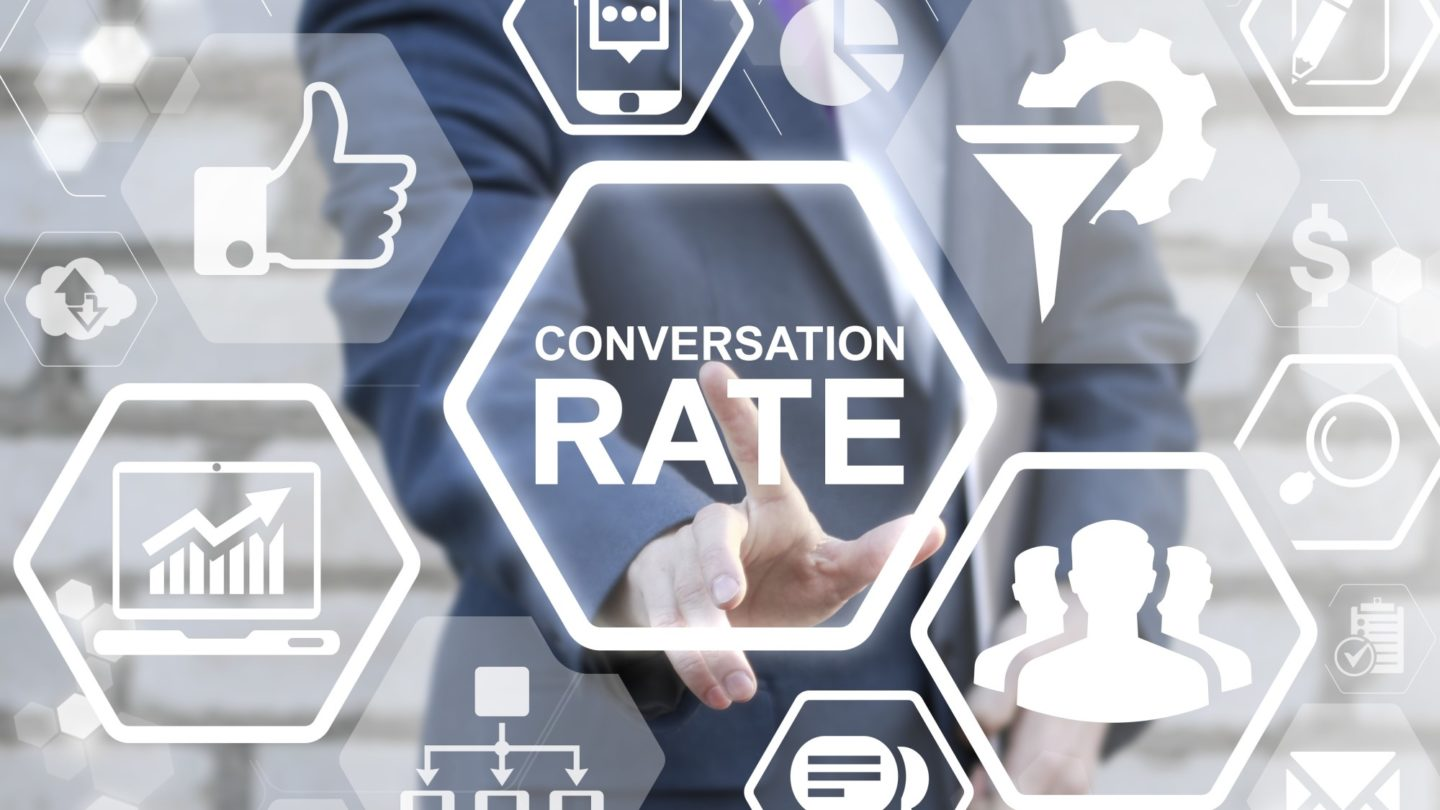 CONVERSATION
RATE
$